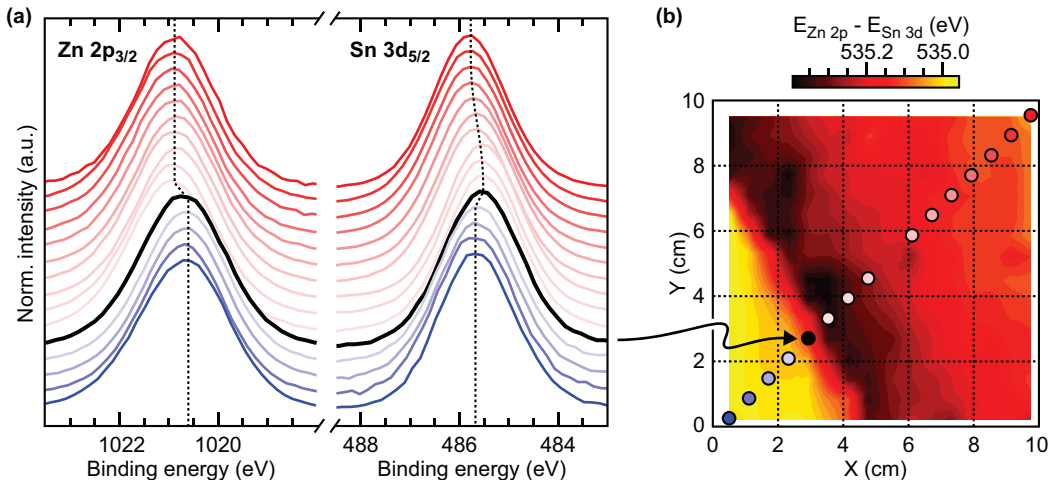 (a)
Zn 2p3/2
Sn 3d5/2
Norm. intensity (a.u.)
1022
1020
488
486
484
Binding energy (eV)
Binding energy (eV)
(b)
EZn 2p - ESn 3d (eV)
535.2
535.0
10
8
6
4
2
0
Y (cm)
0
2
4
6
8
10
X (cm)